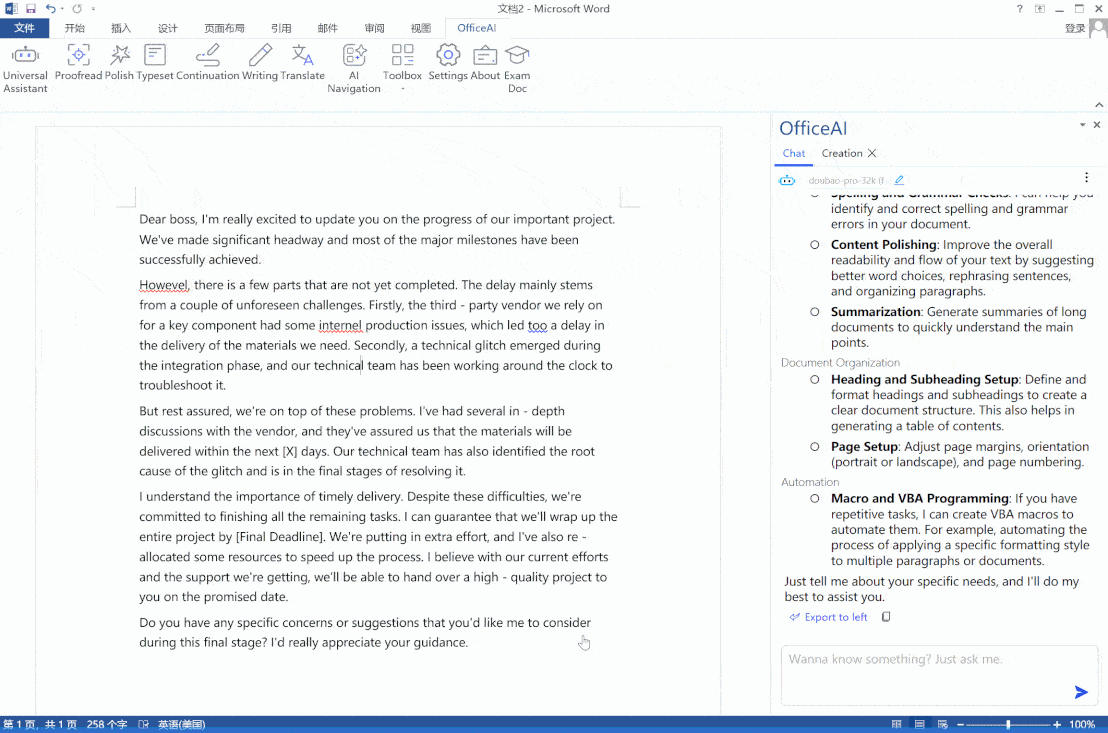 文档2 - Microsoft Word
?
登录
文件 开始 插入 设计 页面布局 引用 邮件 审阅 视图 OfficeAI
Universal Assistant
Proofread
Polish
Typeset
Continuation
Writing
Translate
AI Navigation
Toolbox
Settings
About
Exam Doc
Dear boss, I'm really excited to update you on the progress of our important project.
We've made significant headway and most of the major milestones have been
successfully achieved.
Howevel, there is a few parts that are not yet completed. The delay mainly stems
from a couple of unforeseen challenges. Firstly, the third - party vendor we rely on
for a key component had some internel production issues, which led too a delay in
the delivery of the materials we need. Secondly, a technical glitch emerged during
the integration phase, and our technical team has been working around the clock to
troubleshoot it.
But rest assured, we're on top of these problems. I've had several in - depth
discussions with the vendor, and they've assured us that the materials will be
delivered within the next [X] days. Our technical team has also identified the root
cause of the glitch and is in the final stages of resolving it.
I understand the importance of timely delivery. Despite these difficulties, we're
committed to finishing all the remaining tasks. I can guarantee that we'll wrap up the
entire project by [Final Deadline]. We're putting in extra effort, and I've also re -
allocated some resources to speed up the process. I believe with our current efforts
and the support we're getting, we'll be able to hand over a high - quality project to
you on the promised date.
Do you have any specific concerns or suggestions that you'd like me to consider
during this final stage? I'd really appreciate your guidance.
OfficeAI
Chat Creation
doubao-pro-32k (f
Spelling and Grammar Checks: I can help you
identify and correct spelling and grammar
errors in your document.
Content Polishing: Improve the overall
readability and flow of your text by suggesting
better word choices, rephrasing sentences,
and organizing paragraphs.
Summarization: Generate summaries of long
documents to quickly understand the main
points.
Document Organization
Heading and Subheading Setup: Define and
format headings and subheadings to create a
clear document structure. This also helps in
generating a table of contents.
Page Setup: Adjust page margins, orientation
(portrait or landscape), and page numbering.
Automation
Macro and VBA Programming: If you have
repetitive tasks, I can create VBA macros to
automate them. For example, automating the
process of applying a specific formatting style
to multiple paragraphs or documents.
Just tell me about your specific needs, and I'll do my
best to assist you.
Export to left
Wanna know something? Just ask me.
第 1 页，共 1 页 258 个字 英语(美国) 100%